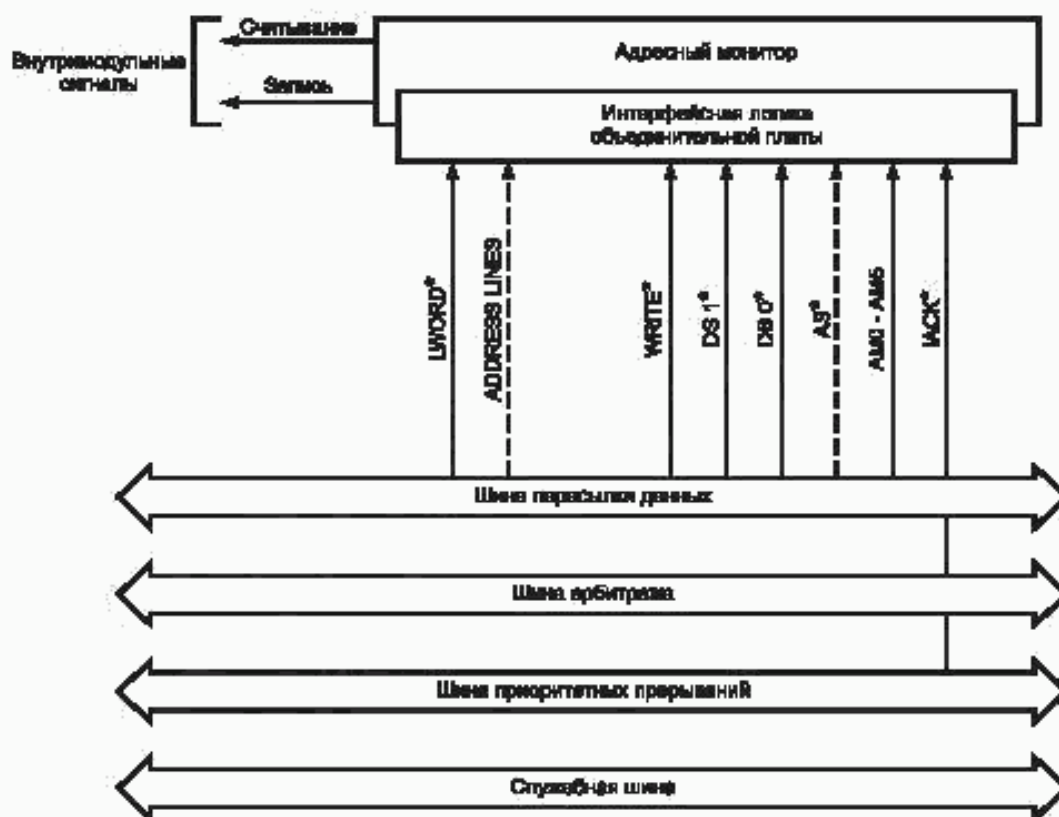 Считывание
Внутримодульные
сигналы
Запись
Адресный монитор
Интерфейсная логика
объединительной платы
LWORD*
ADDRESS LINES
WRITE*
DS 1*
DS 0*
AS*
AM0 - AM5
IACK*
Шина пересылки данных
Шина арбитража
Шина приоритетных прерываний
Служебная шина